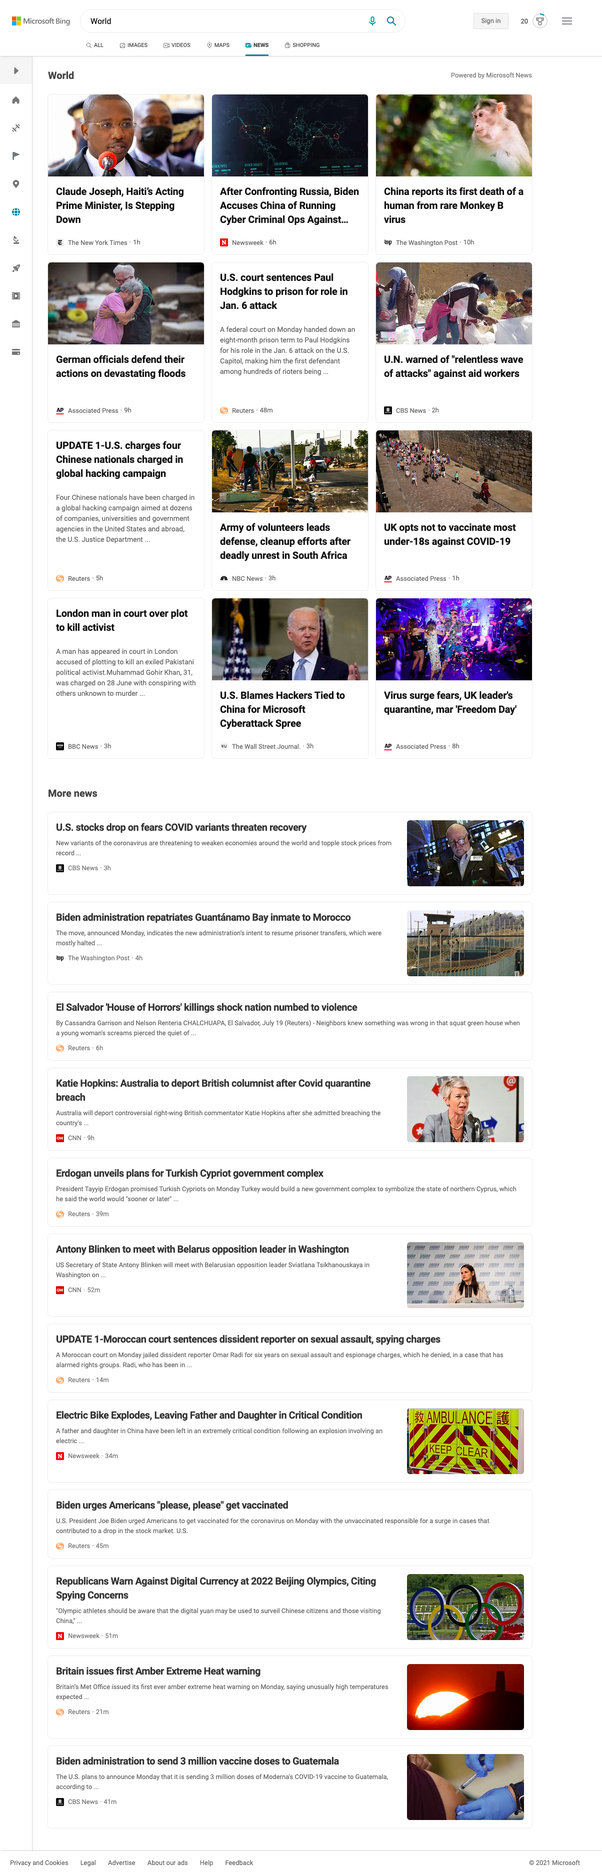 Microsoft Bing
World
Sign in
20
ALL
IMAGES
VIDEOS
MAPS
NEWS
SHOPPING
World
Powered by Microsoft News
Claude Joseph, Haiti's Acting
Prime Minister, Is Stepping
Down
The New York Times · 1h
After Confronting Russia, Biden
Accuses China of Running
Cyber Criminal Ops Against...
Newsweek · 6h
China reports its first death of a
human from rare Monkey B
virus
The Washington Post · 10h
German officials defend their
actions on devastating floods
AP Associated Press · 9h
U.S. court sentences Paul
Hodgkins to prison for role in
Jan. 6 attack
A federal court on Monday handed down an
eight-month prison term to Paul Hodgkins
for his role in the Jan. 6 attack on the U.S.
Capitol, making him the first defendant
among hundreds of rioters being ...
Reuters · 48m
U.N. warned of "relentless wave
of attacks" against aid workers
CBS News · 2h
UPDATE 1-U.S. charges four
Chinese nationals charged in
global hacking campaign
Four Chinese nationals have been charged in
a global hacking campaign aimed at dozens
of companies, universities and government
agencies in the United States and abroad,
the U.S. Justice Department ...
Reuters · 5h
Army of volunteers leads
defense, cleanup efforts after
deadly unrest in South Africa
NBC News · 3h
UK opts not to vaccinate most
under-18s against COVID-19
AP Associated Press · 1h
London man in court over plot
to kill activist
A man has appeared in court in London
accused of plotting to kill an exiled Pakistani
political activist.Muhammad Gohir Khan, 31,
was charged on 28 June with conspiring with
others unknown to murder ...
BBC News · 3h
U.S. Blames Hackers Tied to
China for Microsoft
Cyberattack Spree
The Wall Street Journal. · 3h
Virus surge fears, UK leader's
quarantine, mar 'Freedom Day'
AP Associated Press · 8h
More news
U.S. stocks drop on fears COVID variants threaten recovery
New variants of the coronavirus are threatening to weaken economies around the world and topple stock prices from
record ...
CBS News · 3h
Biden administration repatriates Guantánamo Bay inmate to Morocco
The move, announced Monday, indicates the new administration's intent to resume prisoner transfers, which were
mostly halted ...
The Washington Post · 4h
El Salvador 'House of Horrors' killings shock nation numbed to violence
By Cassandra Garrison and Nelson Renteria CHALCHUAPA, El Salvador, July 19 (Reuters) - Neighbors knew something was wrong in that squat green house when
a young woman's screams pierced the quiet of ...
Reuters · 6h
Katie Hopkins: Australia to deport British columnist after Covid quarantine
breach
Australia will deport controversial right-wing British commentator Katie Hopkins after she admitted breaching the
country's ...
CNN · 9h
Erdogan unveils plans for Turkish Cypriot government complex
President Tayyip Erdogan promised Turkish Cypriots on Monday Turkey would build a new government complex to symbolize the state of northern Cyprus, which
he said the world would "sooner or later" ...
Reuters · 39m
Antony Blinken to meet with Belarus opposition leader in Washington
US Secretary of State Antony Blinken will meet with Belarusian opposition leader Sviatlana Tsikhanouskaya in
Washington on ...
CNN · 52m
UPDATE 1-Moroccan court sentences dissident reporter on sexual assault, spying charges
A Moroccan court on Monday jailed dissident reporter Omar Radi for six years on sexual assault and espionage charges, which he denied, in a case that has
alarmed rights groups. Radi, who has been in ...
Reuters · 14m
Electric Bike Explodes, Leaving Father and Daughter in Critical Condition
A father and daughter in China have been left in an extremely critical condition following an explosion involving an
electric ...
Newsweek · 34m
救 AMBULANCE 護
KEEP CLEAR
Biden urges Americans "please, please" get vaccinated
U.S. President Joe Biden urged Americans to get vaccinated for the coronavirus on Monday with the unvaccinated responsible for a surge in cases that
contributed to a drop in the stock market. U.S.
Reuters · 45m
Republicans Warn Against Digital Currency at 2022 Beijing Olympics, Citing
Spying Concerns
"Olympic athletes should be aware that the digital yuan may be used to surveil Chinese citizens and those visiting
China," ...
Newsweek · 51m
Britain issues first Amber Extreme Heat warning
Britain's Met Office issued its first ever amber extreme heat warning on Monday, saying unusually high temperatures
expected ...
Reuters · 21m
Biden administration to send 3 million vaccine doses to Guatemala
The U.S. plans to announce Monday that it is sending 3 million doses of Moderna's COVID-19 vaccine to Guatemala,
according to ...
CBS News · 41m
Privacy and Cookies
Legal
Advertise
About our ads
Help
Feedback
© 2021 Microsoft